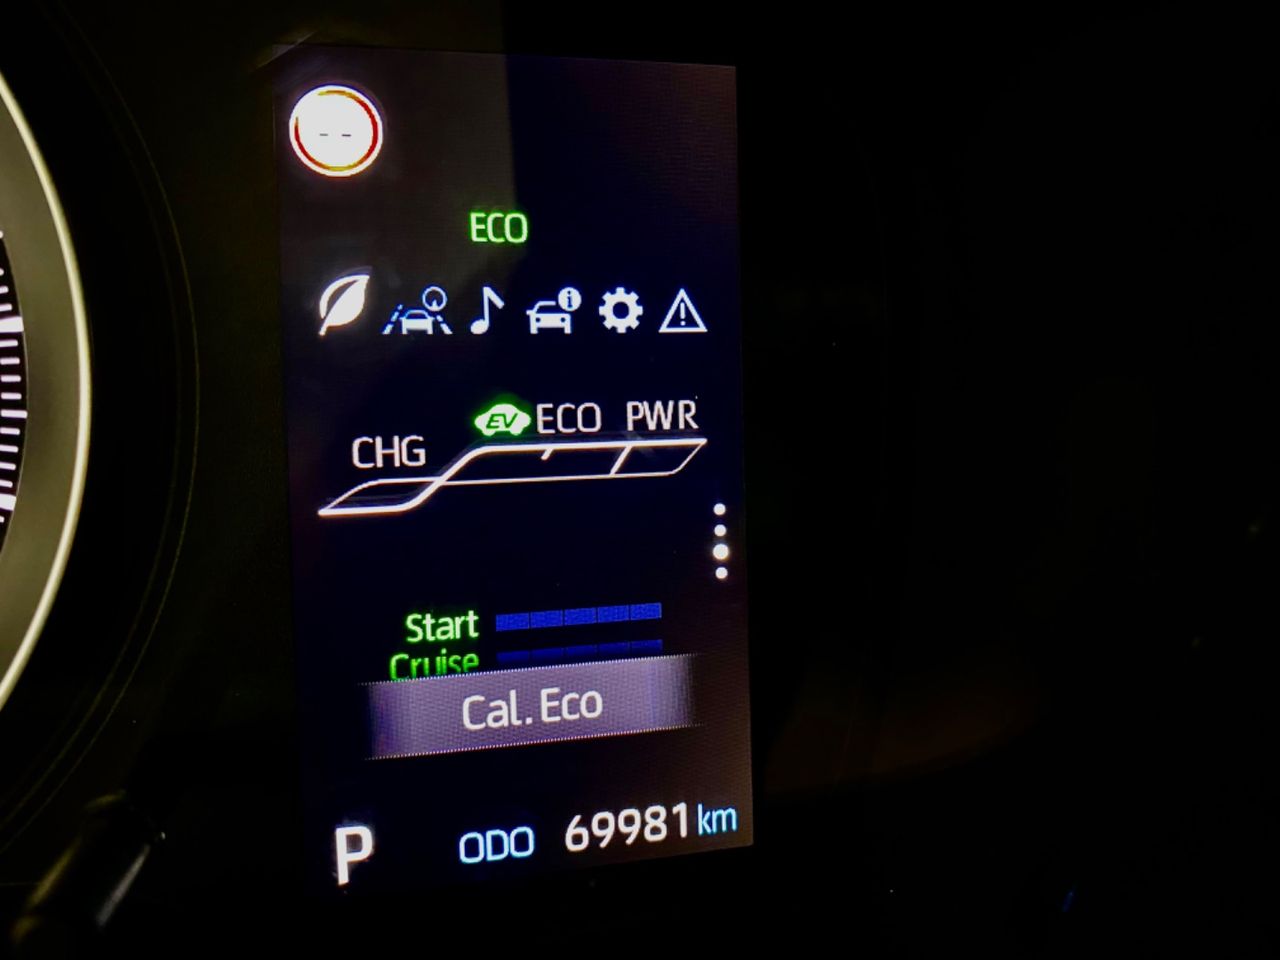 --
ECO
EV ECO PWR
CHG
Start
Cruise
Cal. Eco
P ODO 69981 km